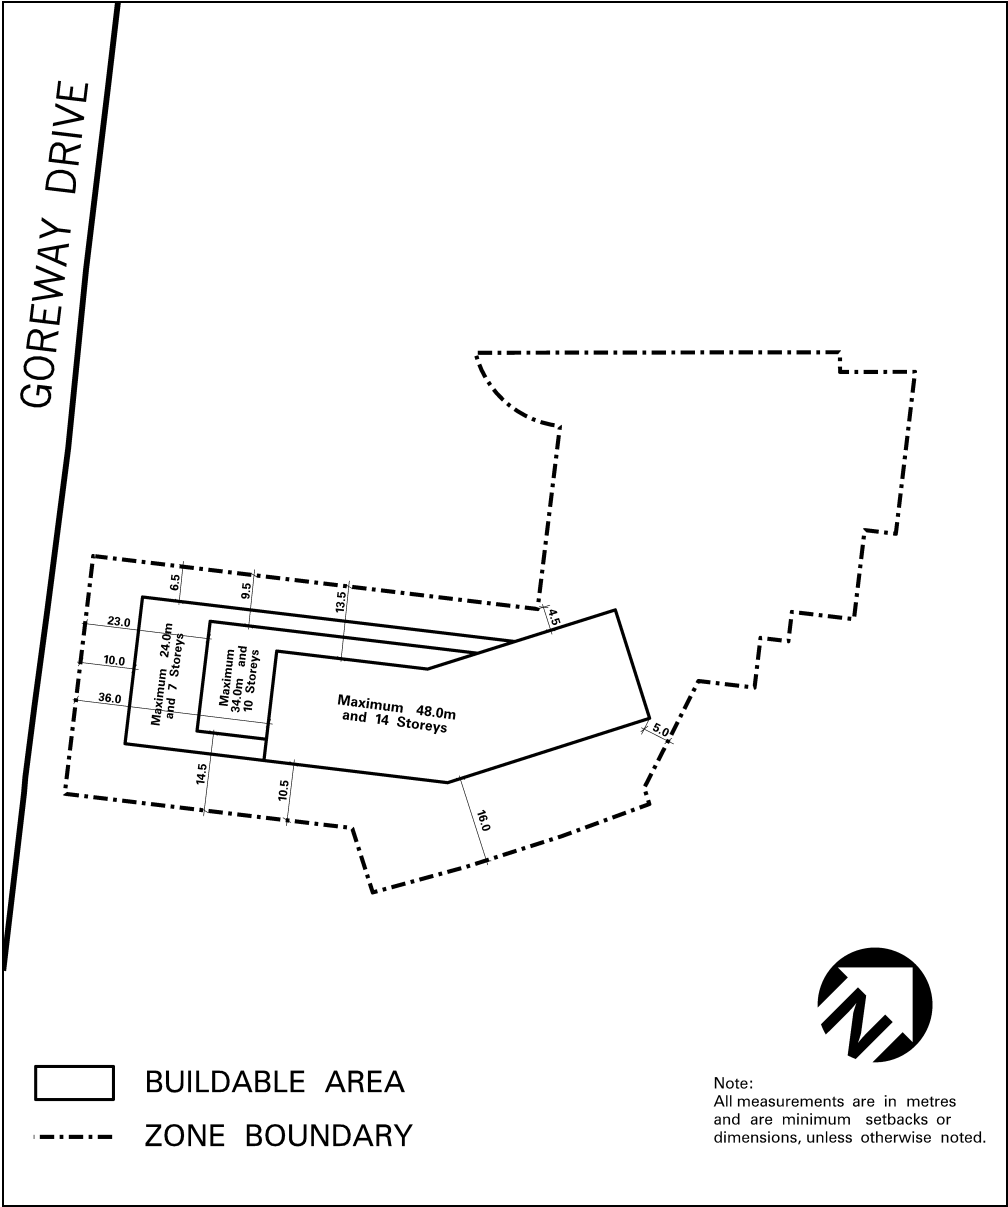 GOREWAY DRIVE
6.5
9.5
13.5
4.5
23.0
10.0
36.0
Maximum 24.0m
and 7 Storeys
Maximum
34.0m and
10 Storeys
Maximum 48.0m
and 14 Storeys
5.0
14.5
10.5
16.0
N
BUILDABLE AREA
ZONE BOUNDARY
Note:
All measurements are in metres
and are minimum setbacks or
dimensions, unless otherwise noted.